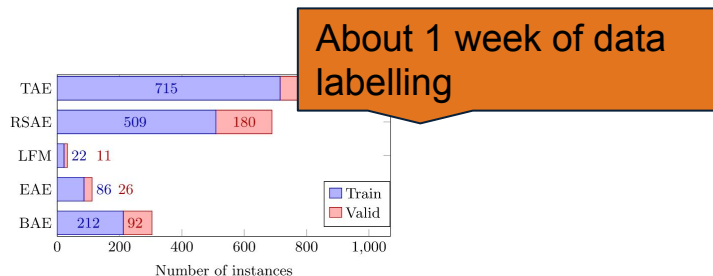 About 1 week of data
labelling
TAE 715
RSAE 509 180
LFM 22 11
EAE 86 26
BAE 212 92
Train
Valid
0 200 400 600 800 1,000
Number of instances